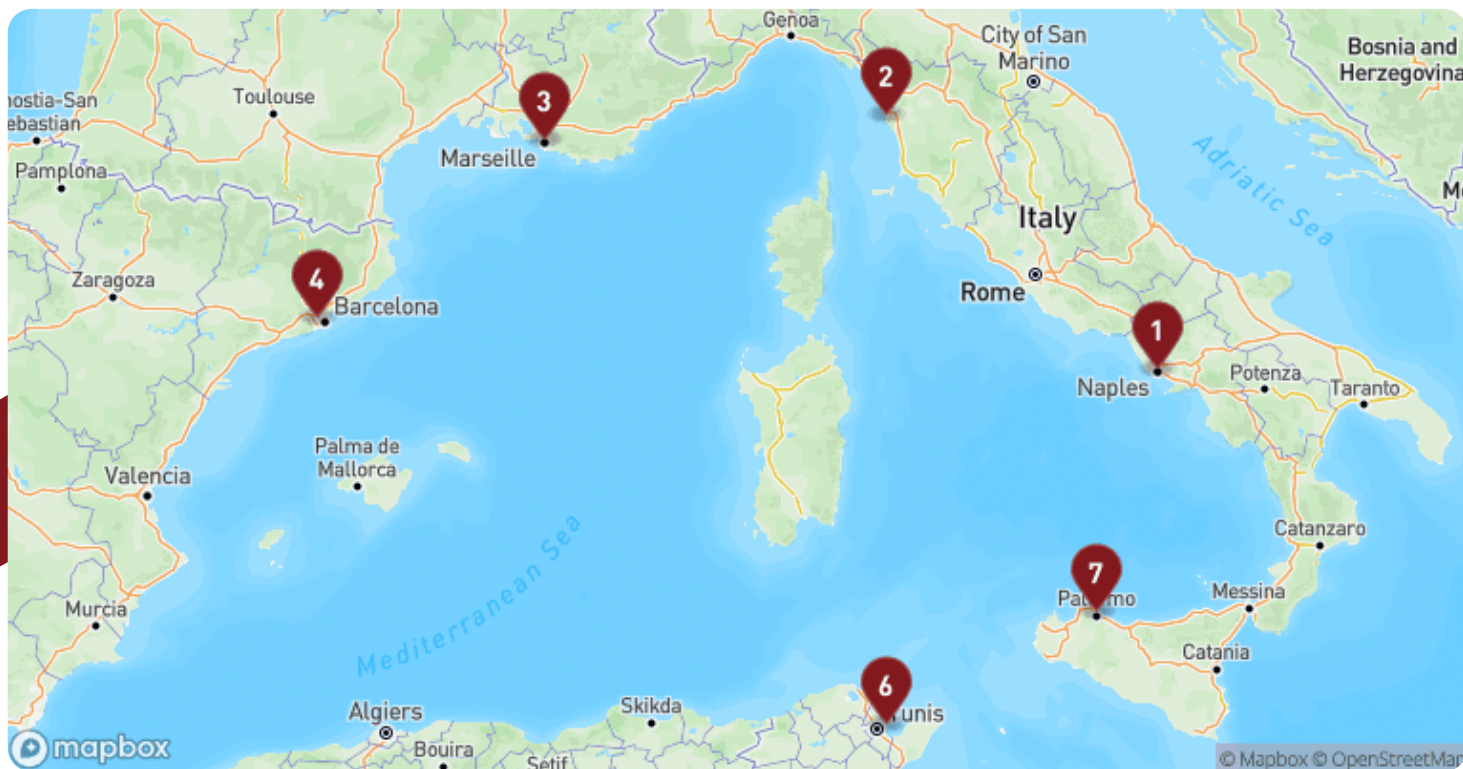 Genoa
City of San
Marino
Bosnia and
Herzegovina
2
3
Toulouse
nostia-San
ebastian
Marseille
Pamplona
Adriatic Sea
Italy
4
Zaragoza
Barcelona
Rome
1
Naples
Potenza
Taranto
Palma de
Mallorca
Valencia
Mediterranean Sea
Catanzaro
7
Messina
Murcia
Catania
6
Skikda
Algiers
Bouira
Setif
mapbox
© Mapbox © OpenStreetMap